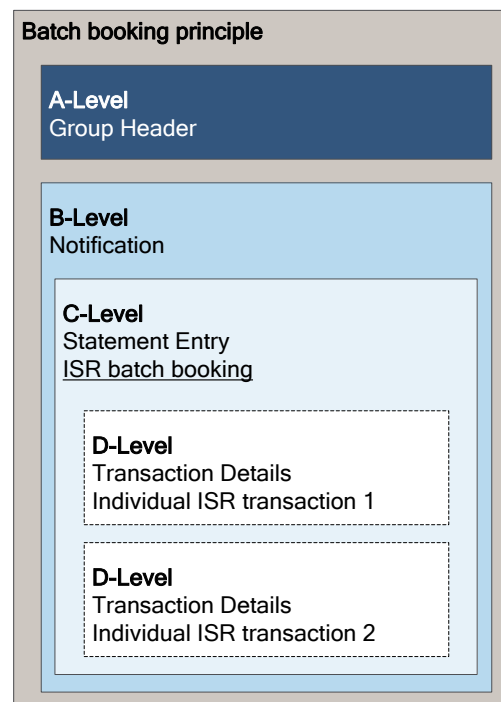 Batch booking principle
A-Level
Group Header
B-Level
Notification
C-Level
Statement Entry
ISR batch booking
D-Level
Transaction Details
Individual ISR transaction 1
D-Level
Transaction Details
Individual ISR transaction 2